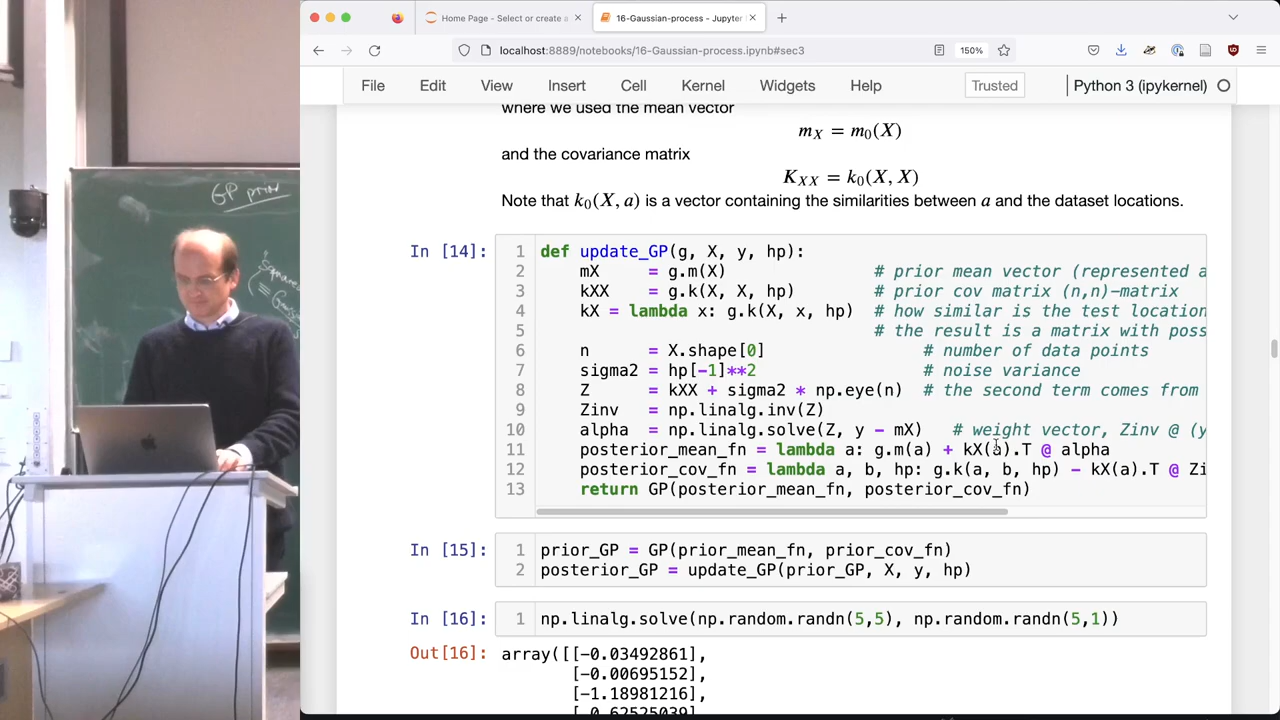 Home Page - Select or create a
16-Gaussian-process - Jupyter
localhost:8889/notebooks/16-Gaussian-process.ipynb#sec3
150%
File Edit View Insert Cell Kernel Widgets Help
Trusted
Python 3 (ipykernel)
where we used the mean vector
m_X = m_0(X)
and the covariance matrix
K_XX = k_0(X, X)
Note that k_0(X, a) is a vector containing the similarities between a and the dataset locations.
In [14]:
1 def update_GP(g, X, y, hp):
2 mX = g.m(X) # prior mean vector (represented a
3 kXX = g.k(X, X, hp) # prior cov matrix (n,n)-matrix
4 kX = lambda x: g.k(X, x, hp) # how similar is the test location
5 # the result is a matrix with poss
6 n = X.shape[0] # number of data points
7 sigma2 = hp[-1]**2 # noise variance
8 Z = kXX + sigma2 * np.eye(n) # the second term comes from
9 Zinv = np.linalg.inv(Z)
10 alpha = np.linalg.solve(Z, y - mX) # weight vector, Zinv @ (y
11 posterior_mean_fn = lambda a: g.m(a) + kX(a).T @ alpha
12 posterior_cov_fn = lambda a, b, hp: g.k(a, b, hp) - kX(a).T @ Zi
13 return GP(posterior_mean_fn, posterior_cov_fn)
In [15]:
1 prior_GP = GP(prior_mean_fn, prior_cov_fn)
2 posterior_GP = update_GP(prior_GP, X, y, hp)
In [16]:
1 np.linalg.solve(np.random.randn(5,5), np.random.randn(5,1))
Out[16]:
array([[-0.03492861],
[-0.00695152],
[-1.18981216],
[ 0.62525039]
GP prior